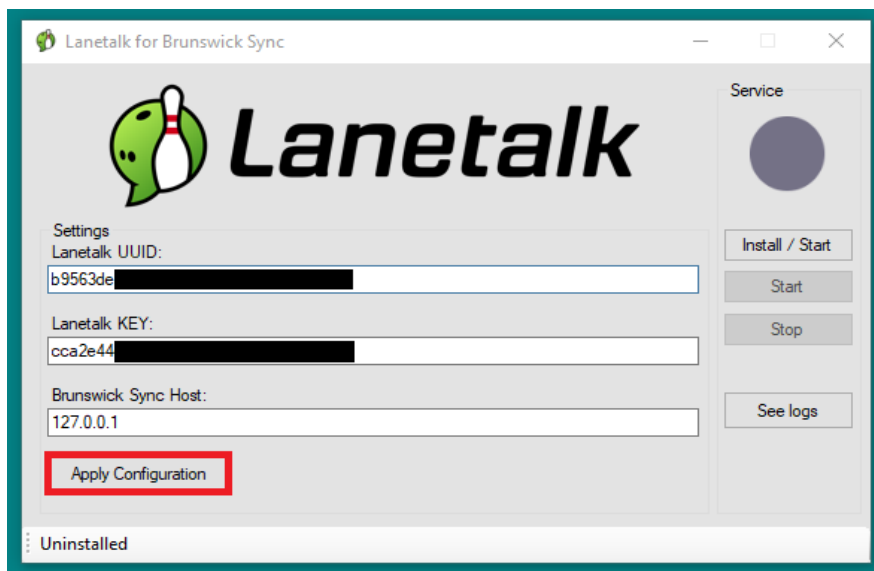 Lanetalk for Brunswick Sync
Lanetalk
Service
Settings
Lanetalk UUID:
b9563de
Install / Start
Start
Lanetalk KEY:
Stop
cca2e44
Brunswick Sync Host:
See logs
127.0.0.1
Apply Configuration
Uninstalled